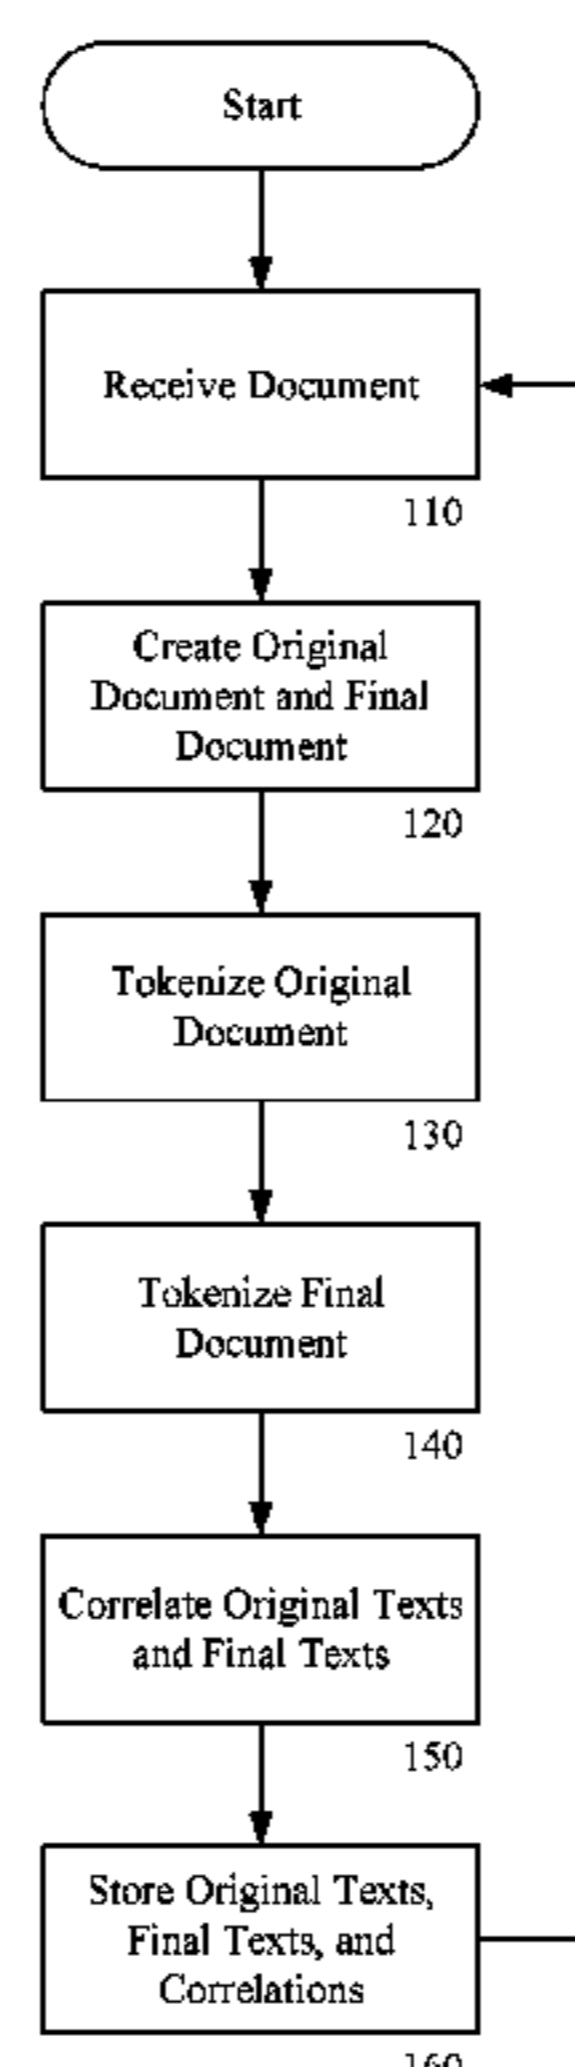 Start
Receive Document
110
Create Original
Document and Final
Document
120
Tokenize Original
Document
130
Tokenize Final
Document
140
Correlate Original Texts
and Final Texts
150
Store Original Texts,
Final Texts, and
Correlations
160